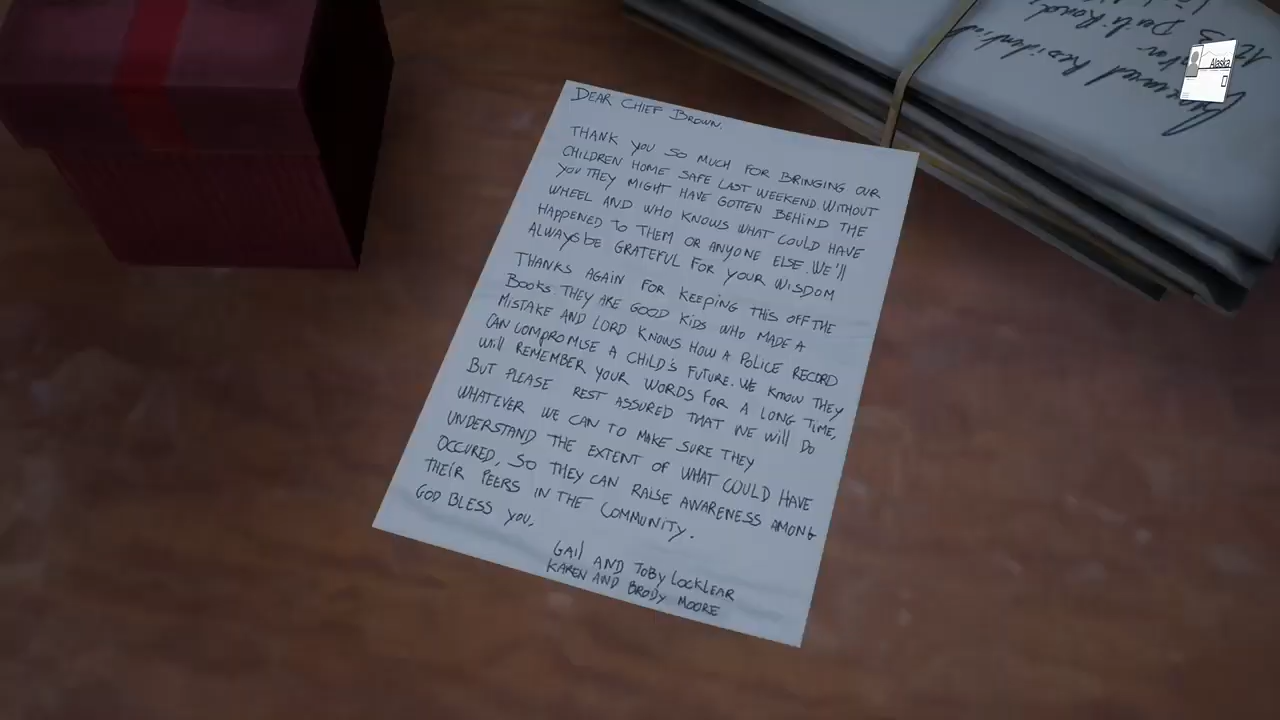 DEAR CHIEF BROWN.
THANK YOU SO MUCH FOR BRINGING OUR
CHILDREN HOME SAFE LAST WEEKEND WITHOUT
YOU THEY MIGHT HAVE GOTTEN BEHIND THE
WHEEL AND WHO KNOWS WHAT COULD HAVE
HAPPENED TO THEM OR ANYONE ELSE. WE'll
ALWAYS BE GRATEFUL FOR YOUR WISDOM
THANKS AGAIN FOR KEEPING THIS OFF THE
BOOKS THEY ARE GOOD KIDS WHO MADE A
MISTAKE AND LORD KNOWS HOW A POLICE RECORD
CAN COMPROMISE A CHILD'S FUTURE. WE KNOW THEY
Will REMEMBER YOUR WORDS FOR A LONG TIME,
BUT PLEASE REST ASSURED THAT WE Will DO
WHATEVER WE CAN TO MAKE SURE THEY
UNDERSTAND THE EXTENT OF WHAT COULD HAVE
OCCURED, SO THEY CAN RAISE AWARENESS AMONG
THEIR PEERS IN THE COMMUNITY.
GOD BLESS YOU,
GAIL AND TOBY LOCKLEAR
KAREN AND BRODY MOORE
Residential
Alaska